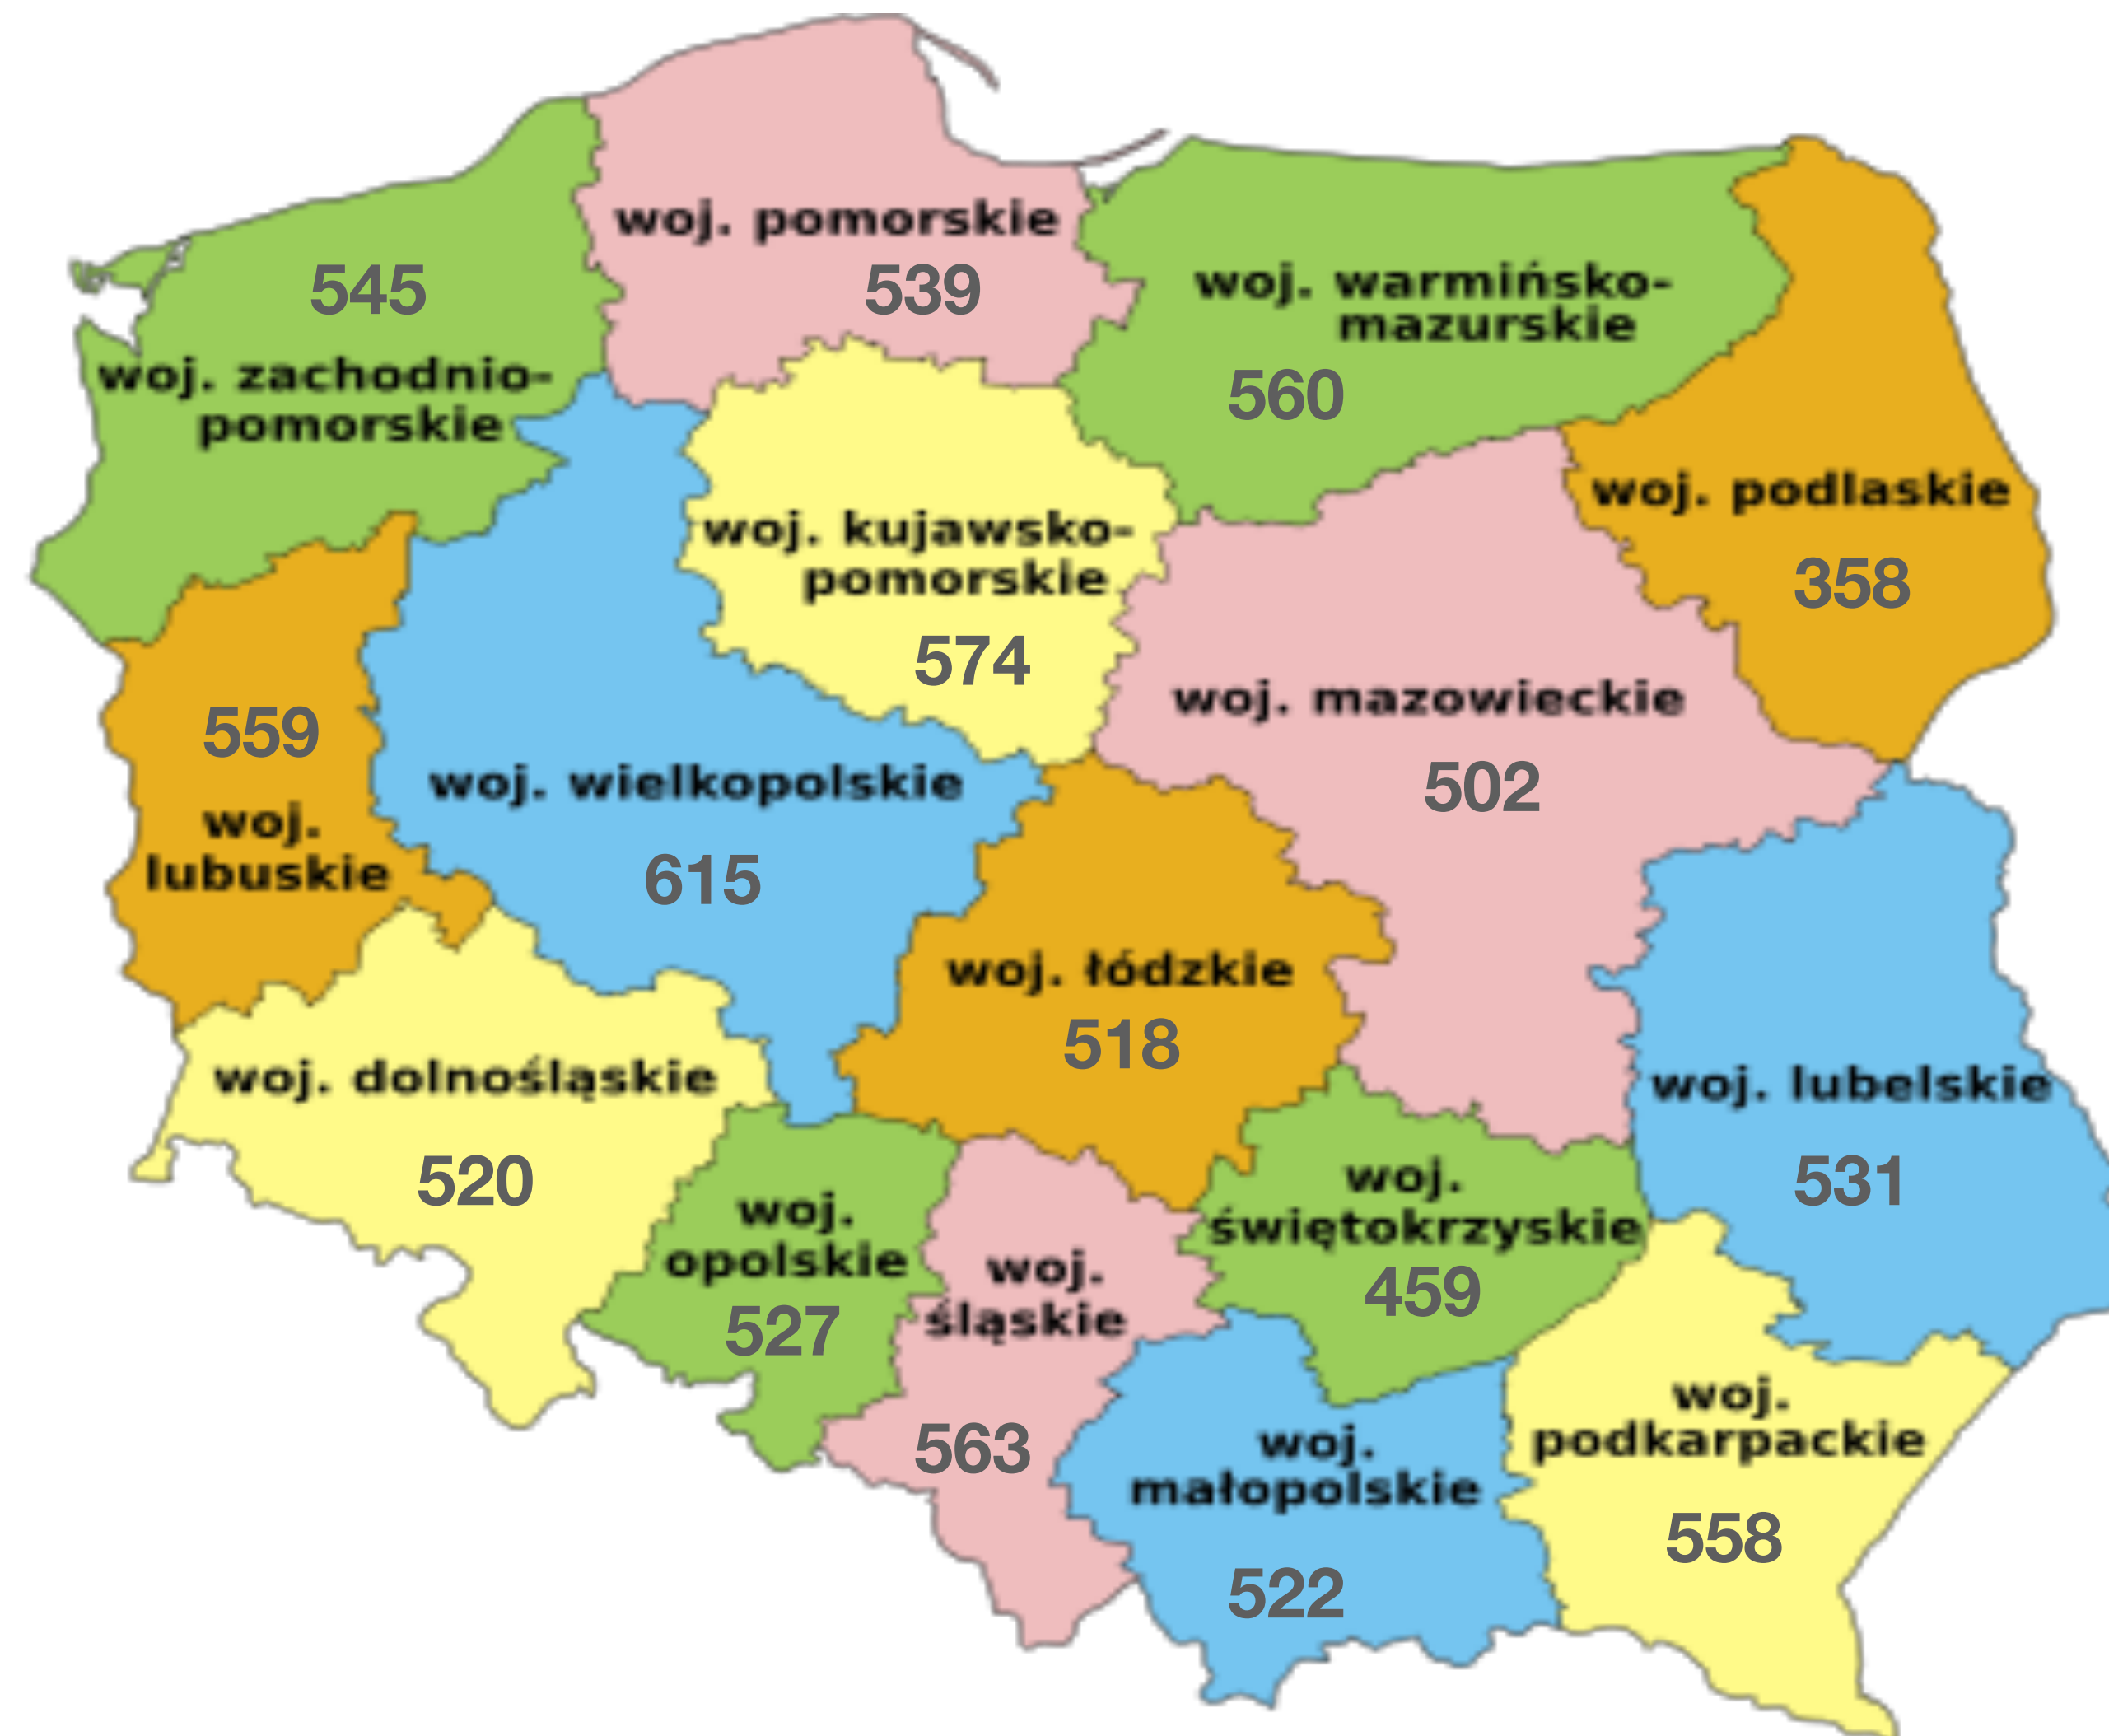 woj. pomorskie
539
545
woj. zachodnio-
pomorskie
woj. warmińsko-
mazurskie
560
woj. podlaskie
358
woj. kujawsko-
pomorskie
574
559
woj.
lubuskie
woj. wielkopolskie
615
woj. mazowieckie
502
woj. łódzkie
518
woj. dolnośląskie
520
woj. lubelskie
531
woj.
opolskie
527
woj.
śląskie
563
woj.
świętokrzyskie
459
woj.
małopolskie
522
woj.
podkarpackie
558